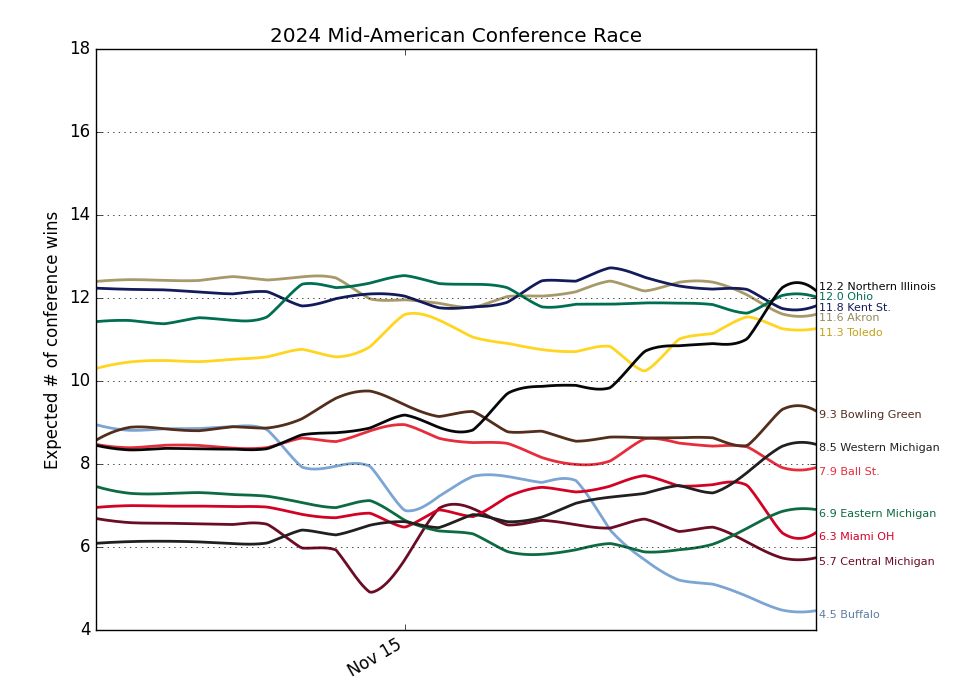 2024 Mid-American Conference Race
Expected # of conference wins
18
16
14
12
10
8
6
4
Nov 15
12.2 Northern Illinois
12.0 Ohio
11.8 Kent St.
11.6 Akron
11.3 Toledo
9.3 Bowling Green
8.5 Western Michigan
7.9 Ball St.
6.9 Eastern Michigan
6.3 Miami OH
5.7 Central Michigan
4.5 Buffalo